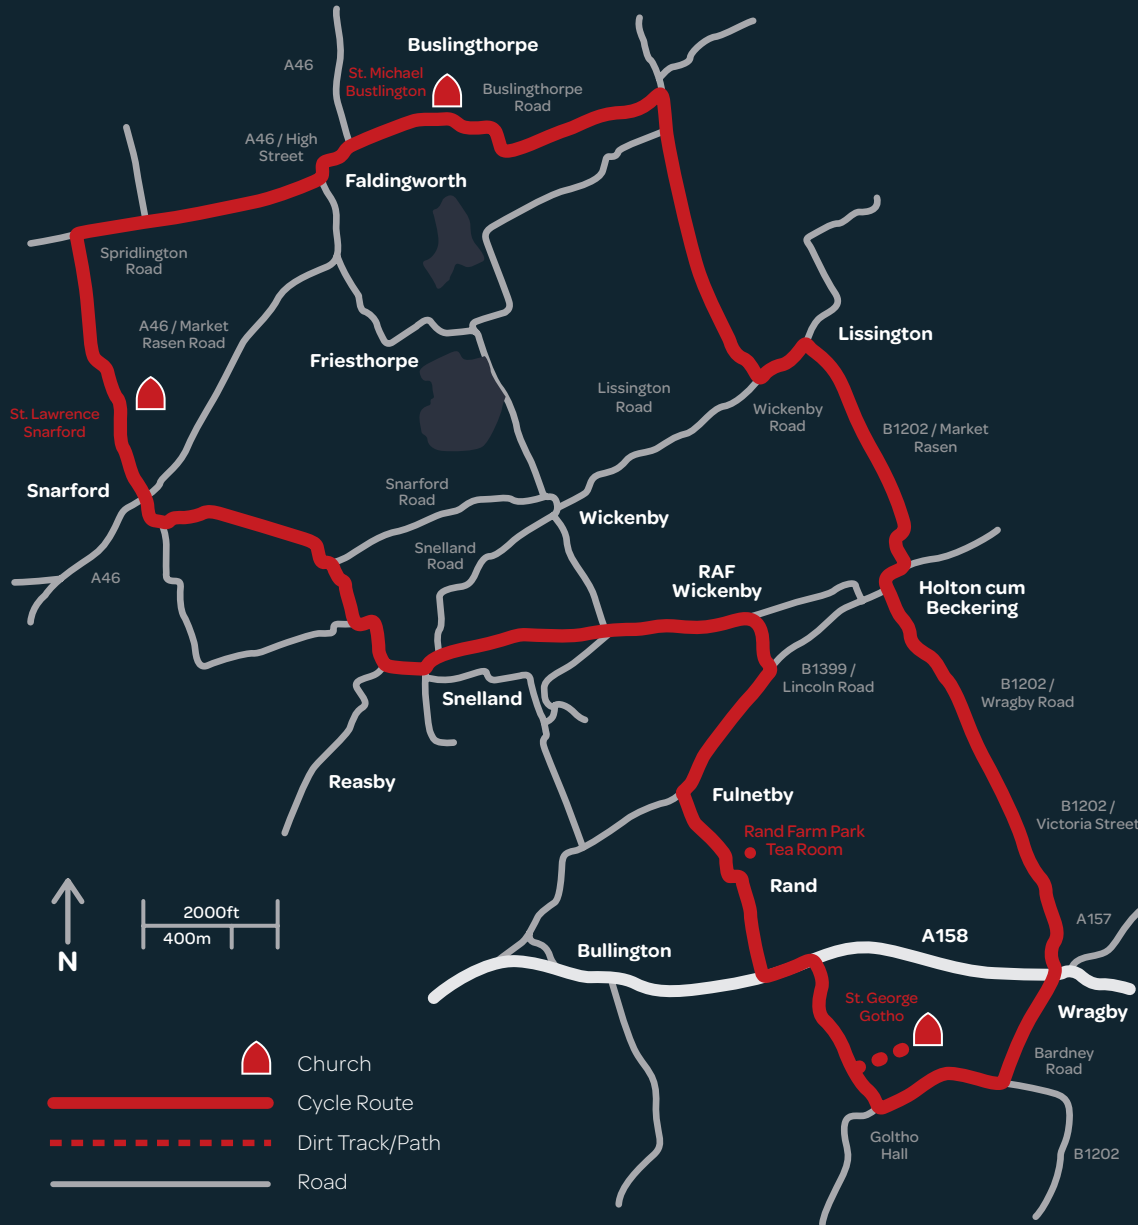 Buslingthorpe
A46
St. Michael
Bustlington
Buslingthorpe
Road
A46 / High
Street
Faldingworth
Spridlington
Road
A46 / Market
Rasen Road
Lissington
Friesthorpe
Lissington
Road
Wickenby
Road
St. Lawrence
Snarford
B1202 / Market
Rasen
Snarford
Snarford
Road
Wickenby
Snelland
Road
A46
RAF
Wickenby
Holton cum
Beckering
B1399 /
Lincoln Road
Snelland
B1202 /
Wragby Road
Reasby
Fulnetby
B1202 /
Victoria Street
Rand Farm Park
Tea Room
Rand
2000ft
400m
N
A157
A158
Bullington
St. George
Gotho
Wragby
Bardney
Road
Goltho
Hall
B1202
Church
Cycle Route
Dirt Track/Path
Road